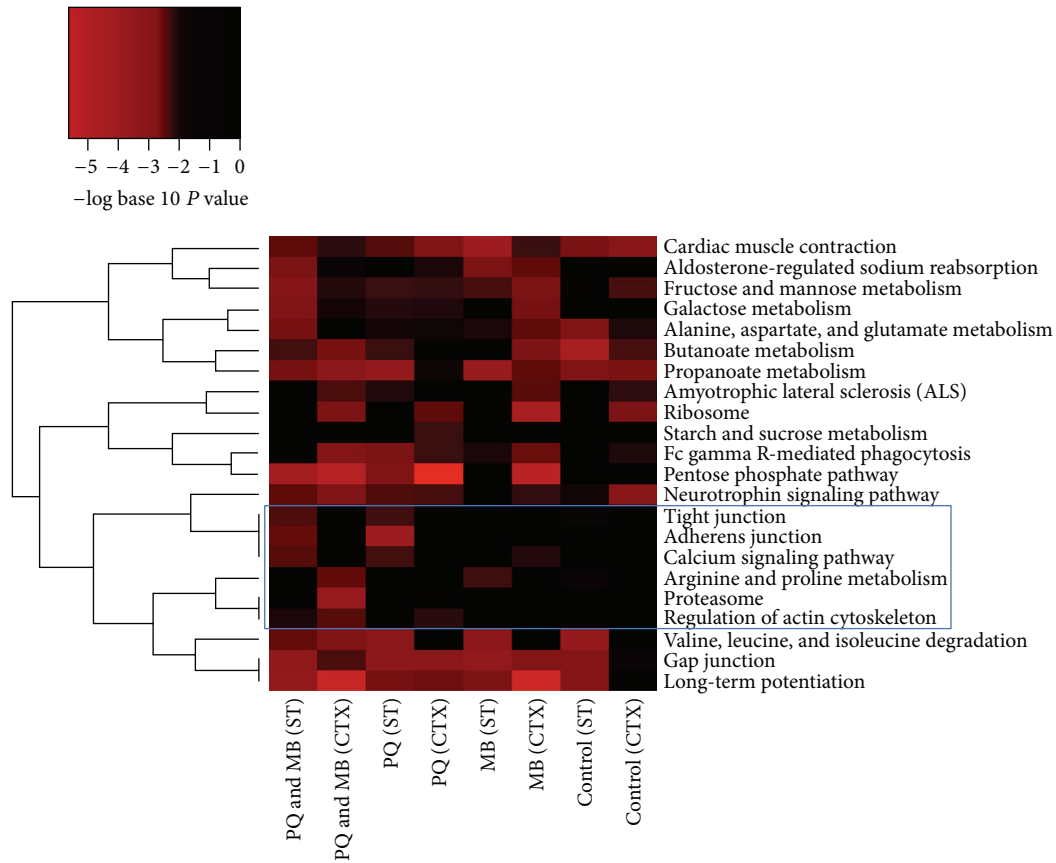 −5 −4 −3 −2 −1 0
−log base 10 P value
Cardiac muscle contraction
Aldosterone-regulated sodium reabsorption
Fructose and mannose metabolism
Galactose metabolism
Alanine, aspartate, and glutamate metabolism
Butanoate metabolism
Propanoate metabolism
Amyotrophic lateral sclerosis (ALS)
Ribosome
Starch and sucrose metabolism
Fc gamma R-mediated phagocytosis
Pentose phosphate pathway
Neurotrophin signaling pathway
Tight junction
Adherens junction
Calcium signaling pathway
Arginine and proline metabolism
Proteasome
Regulation of actin cytoskeleton
Valine, leucine, and isoleucine degradation
Gap junction
Long-term potentiation
PQ and MB (ST)
PQ and MB (CTX)
PQ (ST)
PQ (CTX)
MB (ST)
MB (CTX)
Control (ST)
Control (CTX)